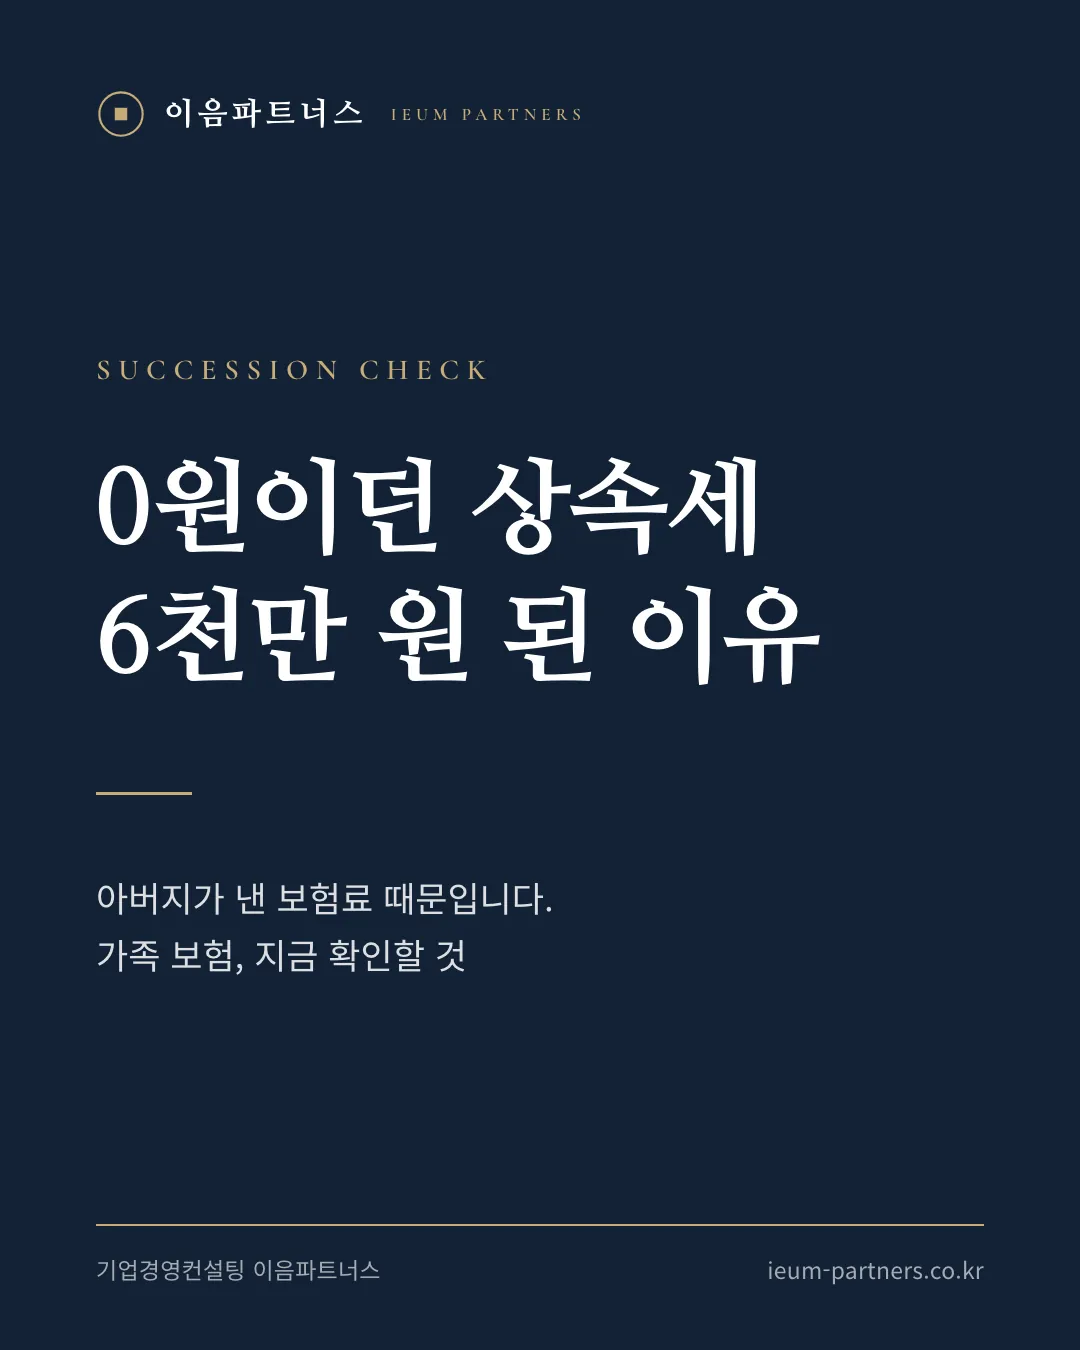 이음파트너스 IEUM PARTNERS
SUCCESSION CHECK
0원이던 상속세
6천만 원 된 이유
아버지가 낸 보험료 때문입니다.
가족 보험, 지금 확인할 것
기업경영컨설팅 이음파트너스 ieum-partners.co.kr